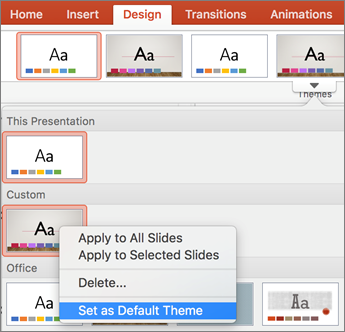 Home Insert Design Transitions Animations
Aa Aa Aa Aa
Themes
This Presentation
Aa
Custom
Aa
Apply to All Slides
Apply to Selected Slides
Office
Delete...
Set as Default Theme
Aa Aa Aa